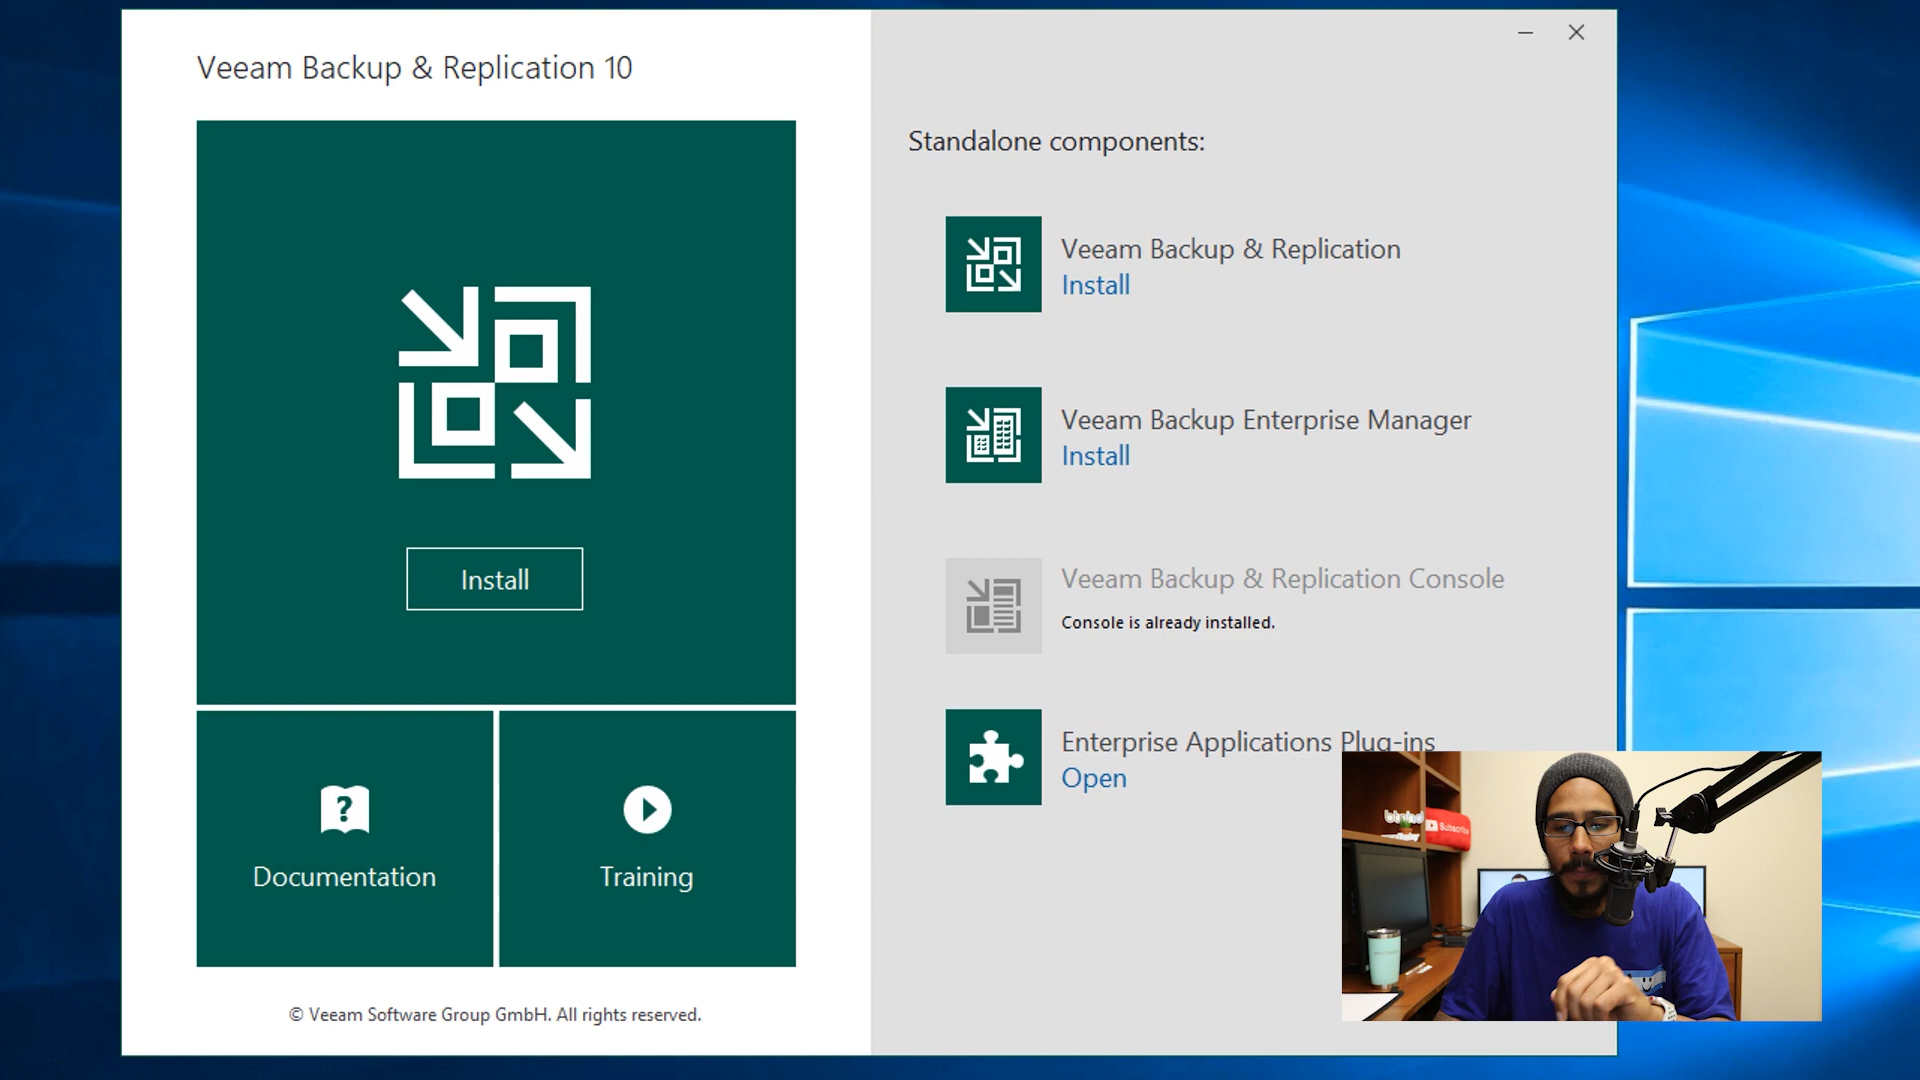 Veeam Backup & Replication 10
Install
Documentation
Training
© Veeam Software Group GmbH. All rights reserved.
Standalone components:
Veeam Backup & Replication
Install
Veeam Backup Enterprise Manager
Install
Veeam Backup & Replication Console
Console is already installed.
Enterprise Applications Plug-ins
Open
btnhd
Subscribe